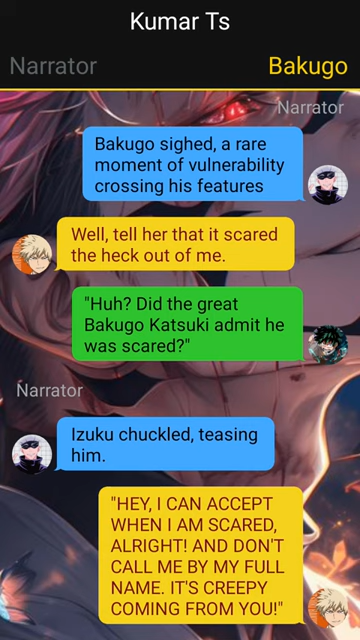 Kumar Ts
Narrator Bakugo
Narrator
Bakugo sighed, a rare
moment of vulnerability
crossing his features
Well, tell her that it scared
the heck out of me.
"Huh? Did the great
Bakugo Katsuki admit he
was scared?"
Narrator
Izuku chuckled, teasing
him.
"HEY, I CAN ACCEPT
WHEN I AM SCARED,
ALRIGHT! AND DON'T
CALL ME BY MY FULL
NAME. IT'S CREEPY
COMING FROM YOU!"